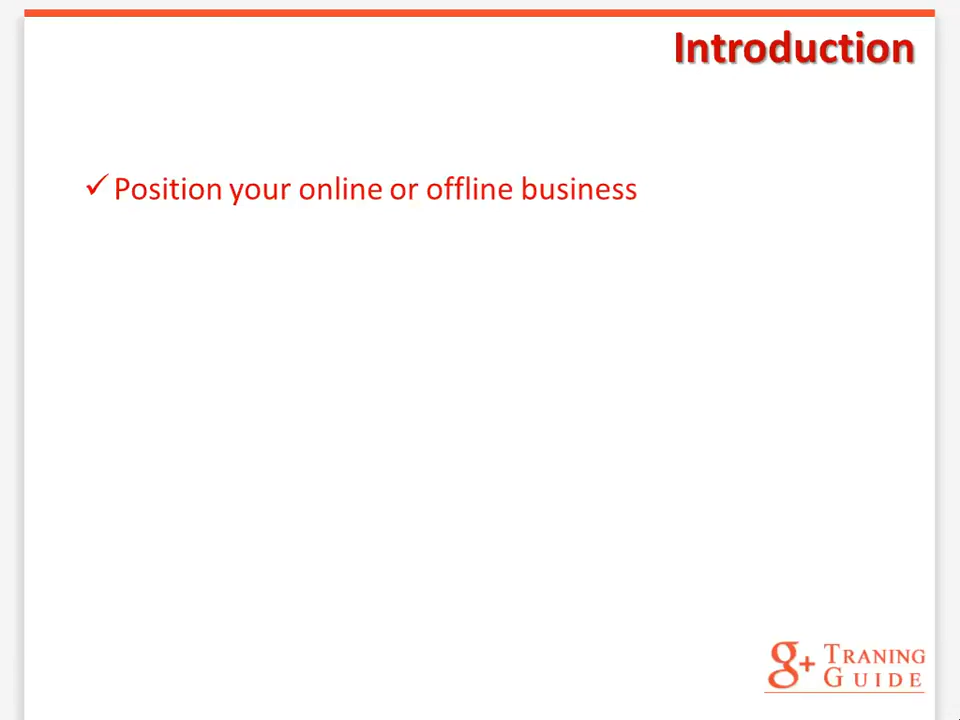 Introduction
✓ Position your online or offline business
g+ TRANING
GUIDE